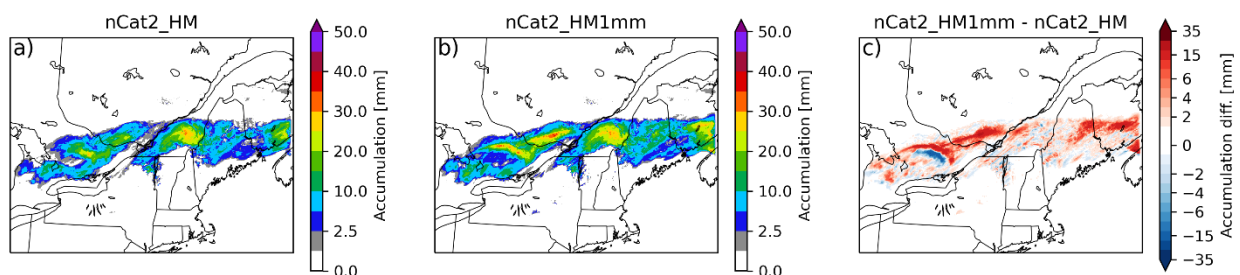 nCat2_HM
a)
50.0
40.0
30.0
20.0
10.0
2.5
0.0
Accumulation [mm]
nCat2_HM1mm
b)
50.0
40.0
30.0
20.0
10.0
2.5
0.0
Accumulation [mm]
nCat2_HM1mm - nCat2_HM
c)
35
15
6
4
2
0
−2
−4
−6
−15
−35
Accumulation diff. [mm]